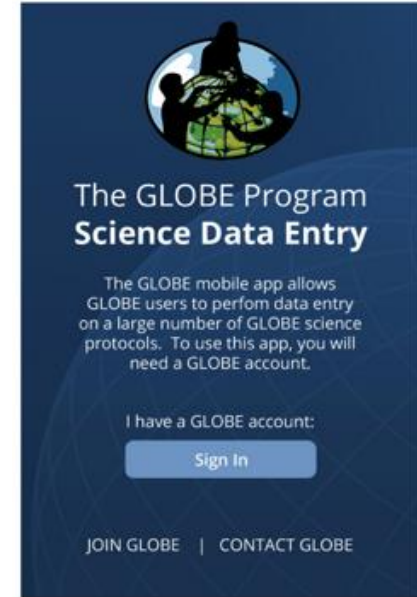 The GLOBE Program
Science Data Entry
The GLOBE mobile app allows
GLOBE users to perfom data entry
on a large number of GLOBE science
protocols. To use this app, you will
need a GLOBE account.
I have a GLOBE account:
Sign In
JOIN GLOBE | CONTACT GLOBE